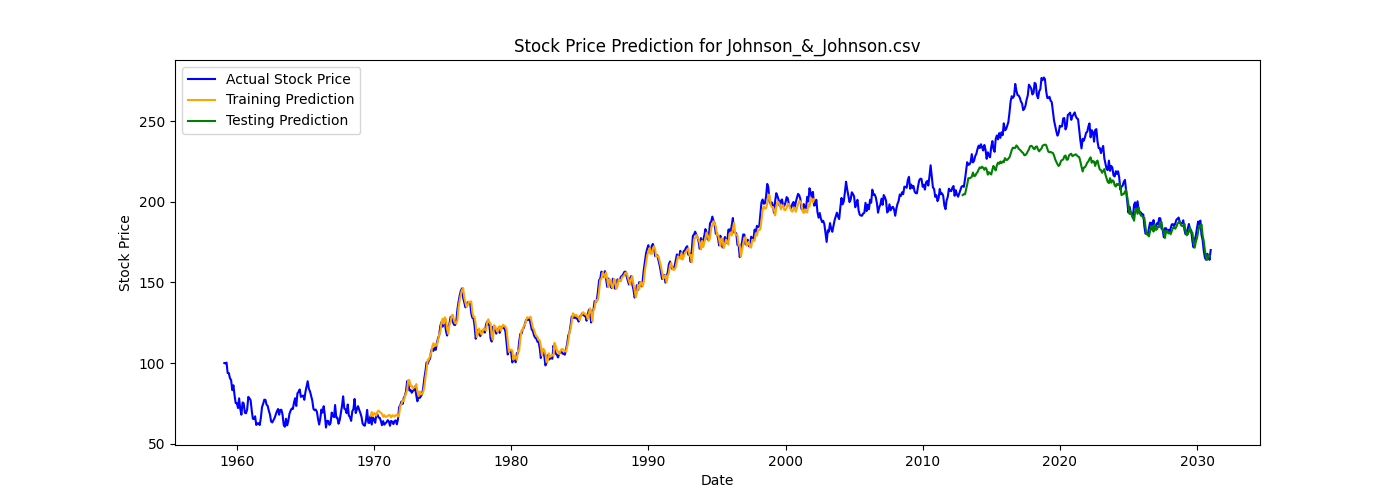 Stock Price Prediction for Johnson_&_Johnson.csv
Actual Stock Price
Training Prediction
Testing Prediction
Stock Price
250
200
150
100
50
1960 1970 1980 1990 2000 2010 2020 2030
Date